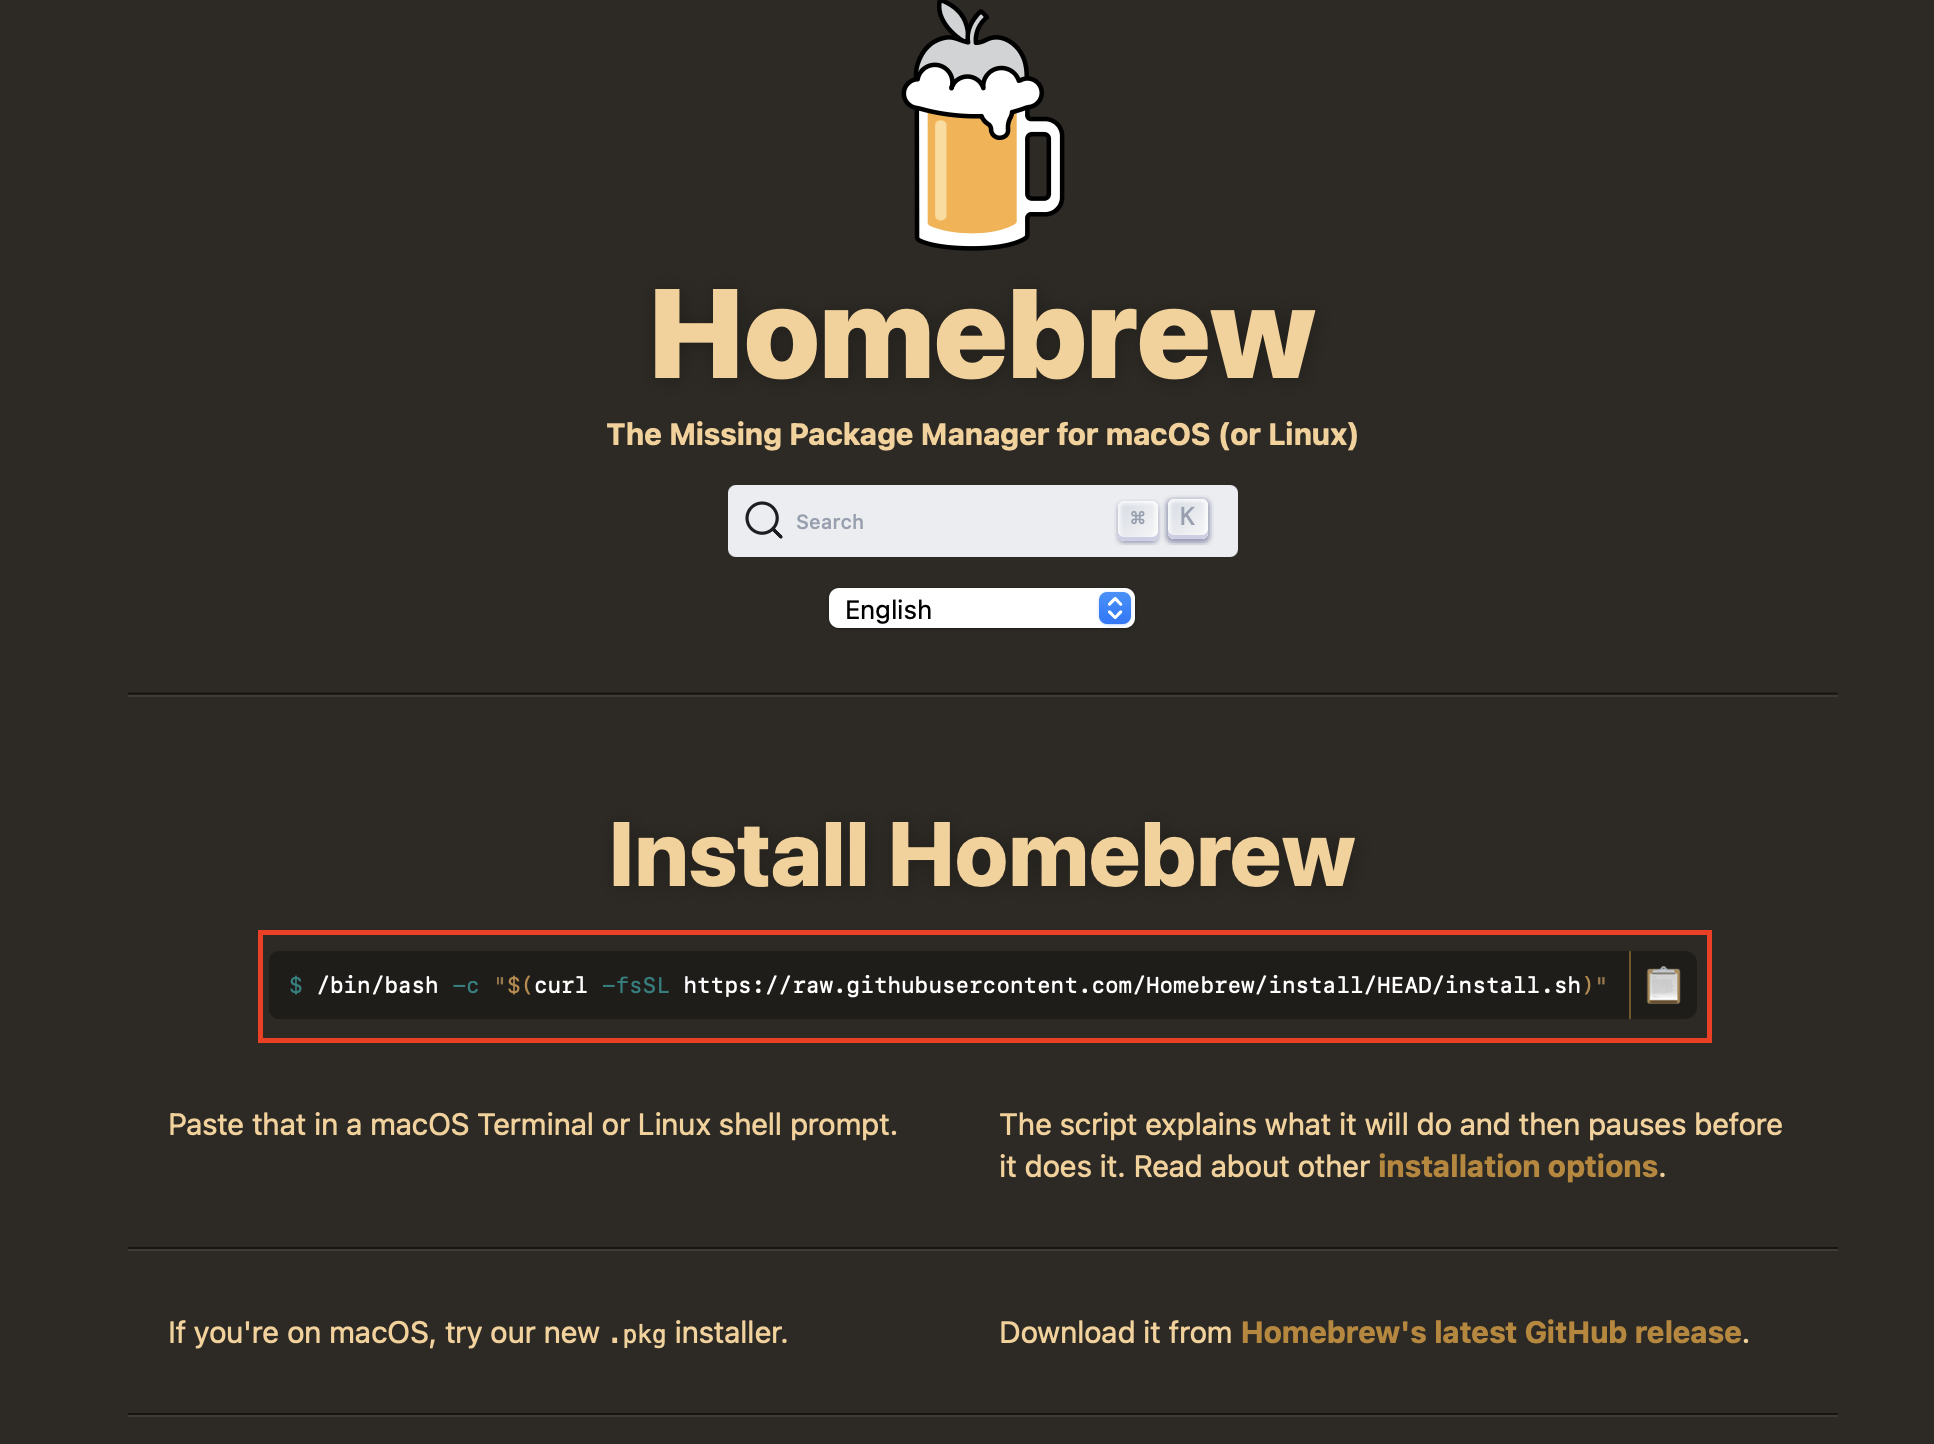 Homebrew
The Missing Package Manager for macOS (or Linux)
Search ⌘ K
English
Install Homebrew
$ /bin/bash -c "$(curl -fsSL https://raw.githubusercontent.com/Homebrew/install/HEAD/install.sh)"
Paste that in a macOS Terminal or Linux shell prompt.
The script explains what it will do and then pauses before
it does it. Read about other installation options.
If you're on macOS, try our new .pkg installer.
Download it from Homebrew's latest GitHub release.